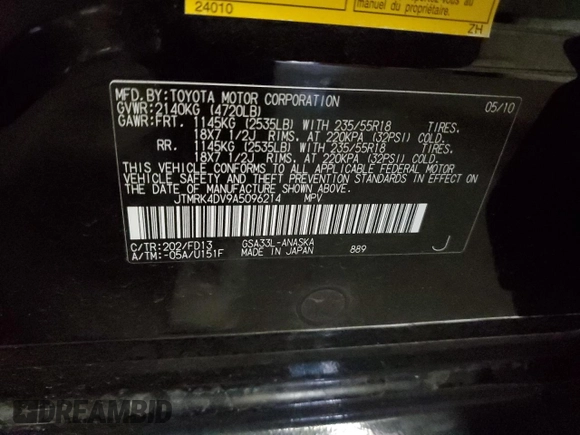 manuel du propriétaire.
24010
ZH
MFD.BY:TOYOTA MOTOR CORPORATION 05/10
GVWR:2140KG (4720LB)
GAWR:FRT. 1145KG (2535LB) WITH 235/55R18 TIRES.
18X7 1/2J RIMS, AT 220KPA (32PSI) COLD.
RR. 1145KG (2535LB) WITH 235/55R18 TIRES.
18X7 1/2J RIMS, AT 220KPA (32PSI) COLD.
THIS VEHICLE CONFORMS TO ALL APPLICABLE FEDERAL MOTOR
VEHICLE SAFETY AND THEFT PREVENTION STANDARDS IN EFFECT
ON THE DATE OF MANUFACTURE SHOWN ABOVE.
JTMRK4DV9A5096214 MPV
C/TR:202/FD13 GSA33L-ANASKA
A/TM:-05A/U151F MADE IN JAPAN 889 J
DREAMBID